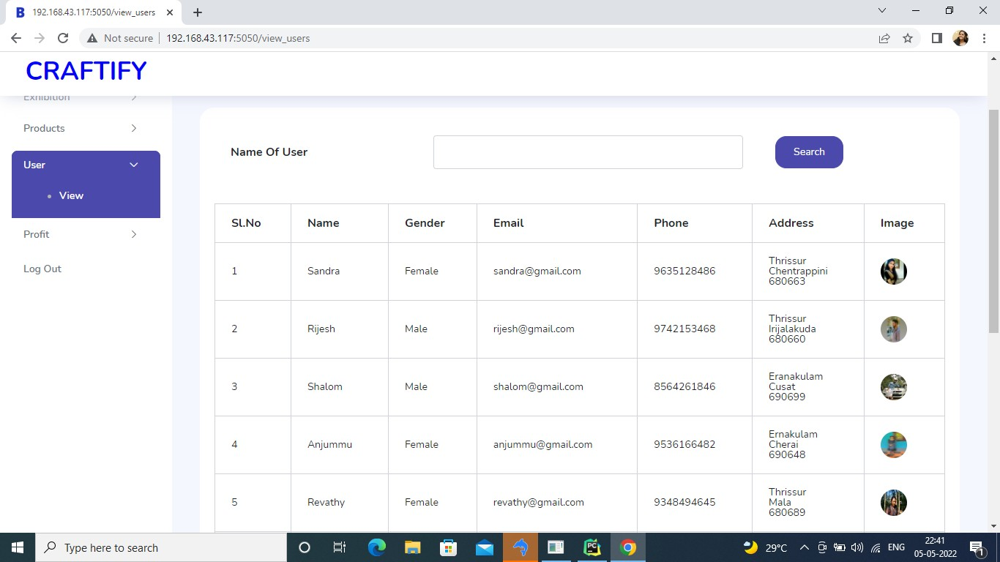 B 192.168.43.117:5050/view_users
Not secure 192.168.43.117:5050/view_users
CRAFTIFY
Exhibition
Products
User
View
Profit
Log Out
Name Of User Search
Sl.No Name Gender Email Phone Address Image
1 Sandra Female sandra@gmail.com 9635128486 Thrissur
Chentrappini
680663
2 Rijesh Male rijesh@gmail.com 9742153468 Thrissur
Irijalakuda
680660
3 Shalom Male shalom@gmail.com 8564261846 Eranakulam
Cusat
690699
4 Anjummu Female anjummu@gmail.com 9536166482 Ernakulam
Cherai
690648
5 Revathy Female revathy@gmail.com 9348494645 Thrissur
Mala
680689
Type here to search PC 29°C ENG 22:41
05-05-2022 1